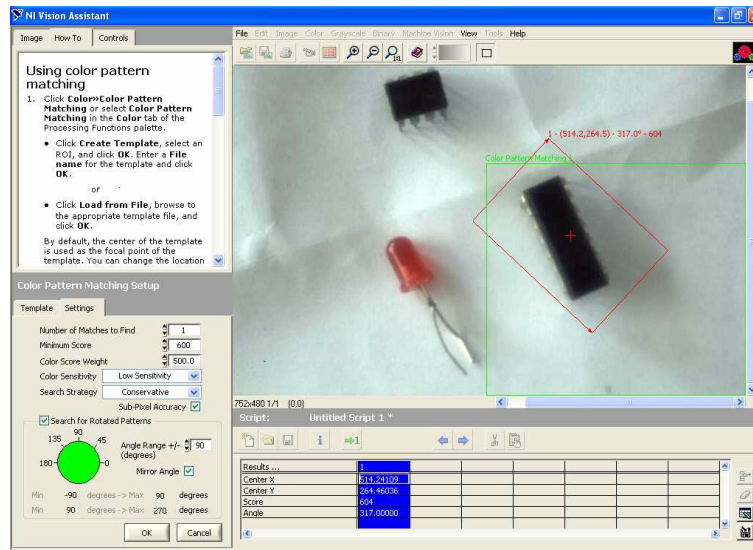 NI Vision Assistant
Image How To Controls
File Edit Image Color Grayscale Binary Machine Vision View Tools Help
1:1
Using color pattern
matching
1. Click Color»Color Pattern
Matching or select Color Pattern
Matching in the Color tab of the
Processing Functions palette.
• Click Create Template, select an
ROI, and click OK. Enter a File
name for the template and click
OK.
or
• Click Load from File, browse to
the appropriate template file, and
click OK.
By default, the center of the template
is used as the focal point of the
template. You can change the location
1 - (514.2,264.5) - 317.0° - 604
Color Pattern Matching 1
Color Pattern Matching Setup
Template Settings
Number of Matches to Find 1
Minimum Score 600
Color Score Weight 500.0
Color Sensitivity Low Sensitivity
Search Strategy Conservative
Sub-Pixel Accuracy
Search for Rotated Patterns
90
135 45
180 0
Angle Range +/- 90
(degrees)
Mirror Angle
Min -90 degrees -> Max 90 degrees
Min 90 degrees -> Max 270 degrees
OK Cancel
752x480 1/1 (0,0)
Script: Untitled Script 1 *
1
Results ... 1
Center X 514.24109
Center Y 264.46036
Score 604
Angle 317.00000